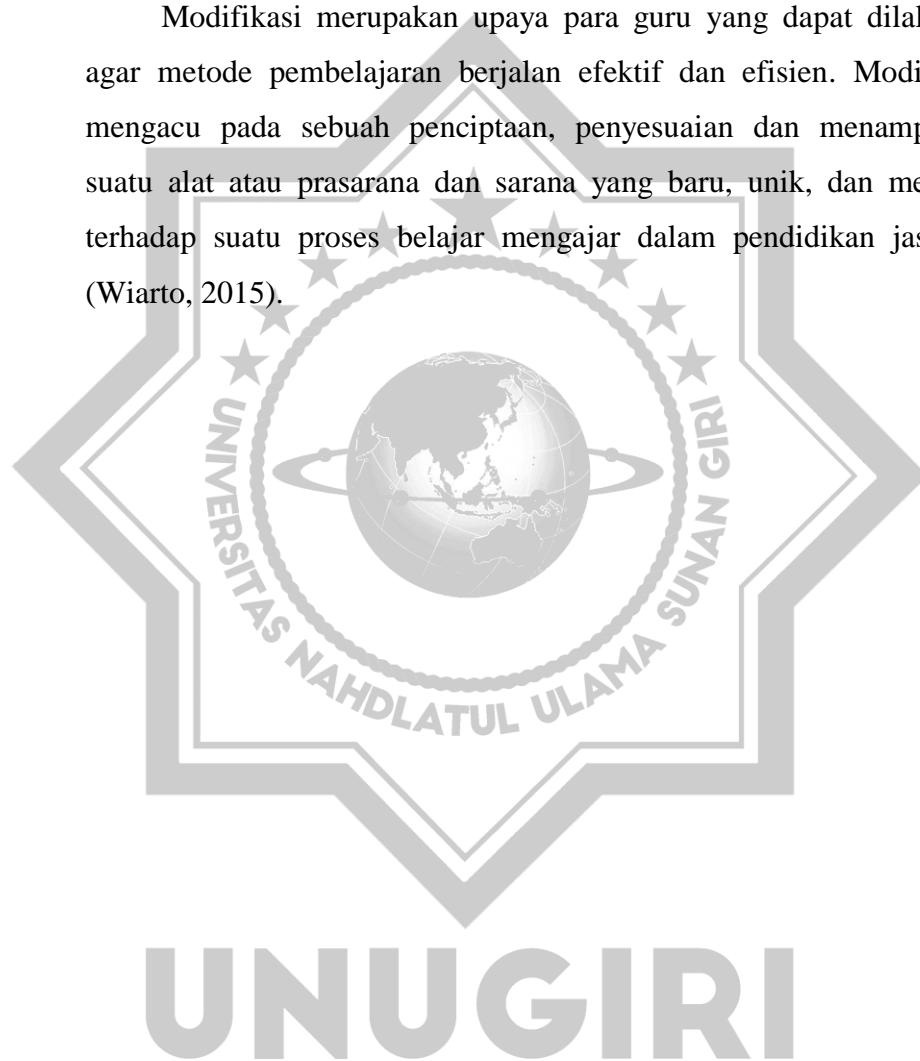 Modifikasi merupakan upaya para guru yang dapat dilak
agar metode pembelajaran berjalan efektif dan efisien. Modi
mengacu pada sebuah penciptaan, penyesuaian dan menamp
suatu alat atau prasarana dan sarana yang baru, unik, dan me
terhadap suatu proses belajar mengajar dalam pendidikan jas
(Wiarto, 2015).
UNIVERSITAS NAHDLATUL ULAMA SUNAN GIRI
UNUGIRI